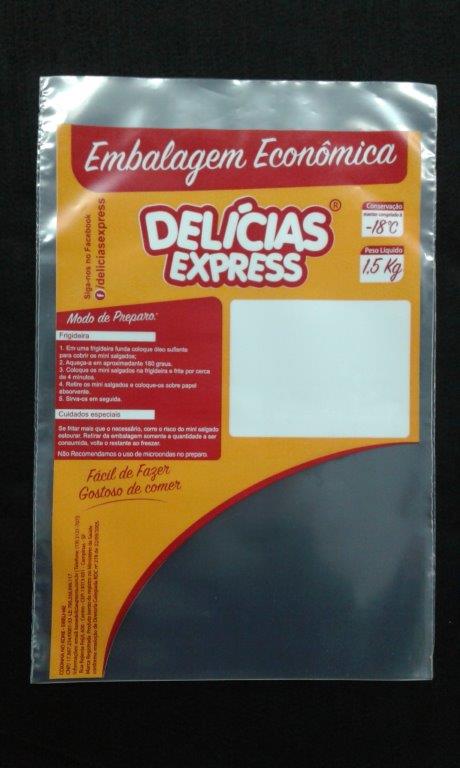 Embalagem Econômica
DELÍCIAS
EXPRESS
®
Conservação
manter congelado à
-18°C
Peso Líquido
1.5 Kg
Siga-nos no Facebook
f/deliciasexpress
Modo de Preparo:
Frigideira
1. Em uma frigideira funda coloque óleo sufiente
para cobrir os mini salgados;
2. Aqueça-a em aproximadante 180 graus.
3. Coloque os mini salgados na frigideira e frite por cerca
de 4 minutos.
4. Retire os mini salgados e coloque-os sobre papel
absorvente.
5. Sirva-os em seguida.
Cuidados especiais
Se fritar mais que o necessário, corre o risco do mini salgado
estourar. Retirar da embalagem somente a quantidade a ser
consumida, volta o restante ao freezer.
Não Recomendamos o uso de microondas no preparo.
Fácil de Fazer
Gostoso de comer